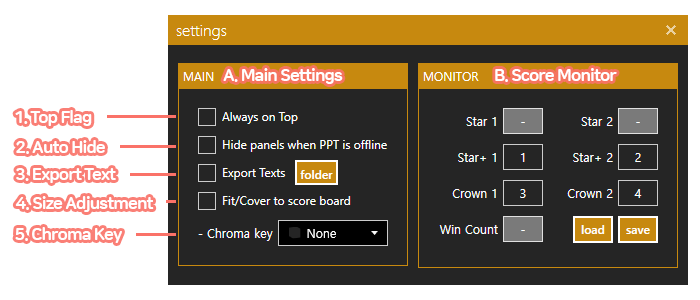 settings ×
MAIN A. Main Settings
1. Top Flag
Always on Top
2. Auto Hide
Hide panels when PPT is offline
3. Export Text
Export Texts folder
4. Size Adjustment
Fit/Cover to score board
5. Chroma Key
- Chroma key None
MONITOR B. Score Monitor
Star 1 - Star 2 -
Star+ 1 1 Star+ 2 2
Crown 1 3 Crown 2 4
Win Count - load save